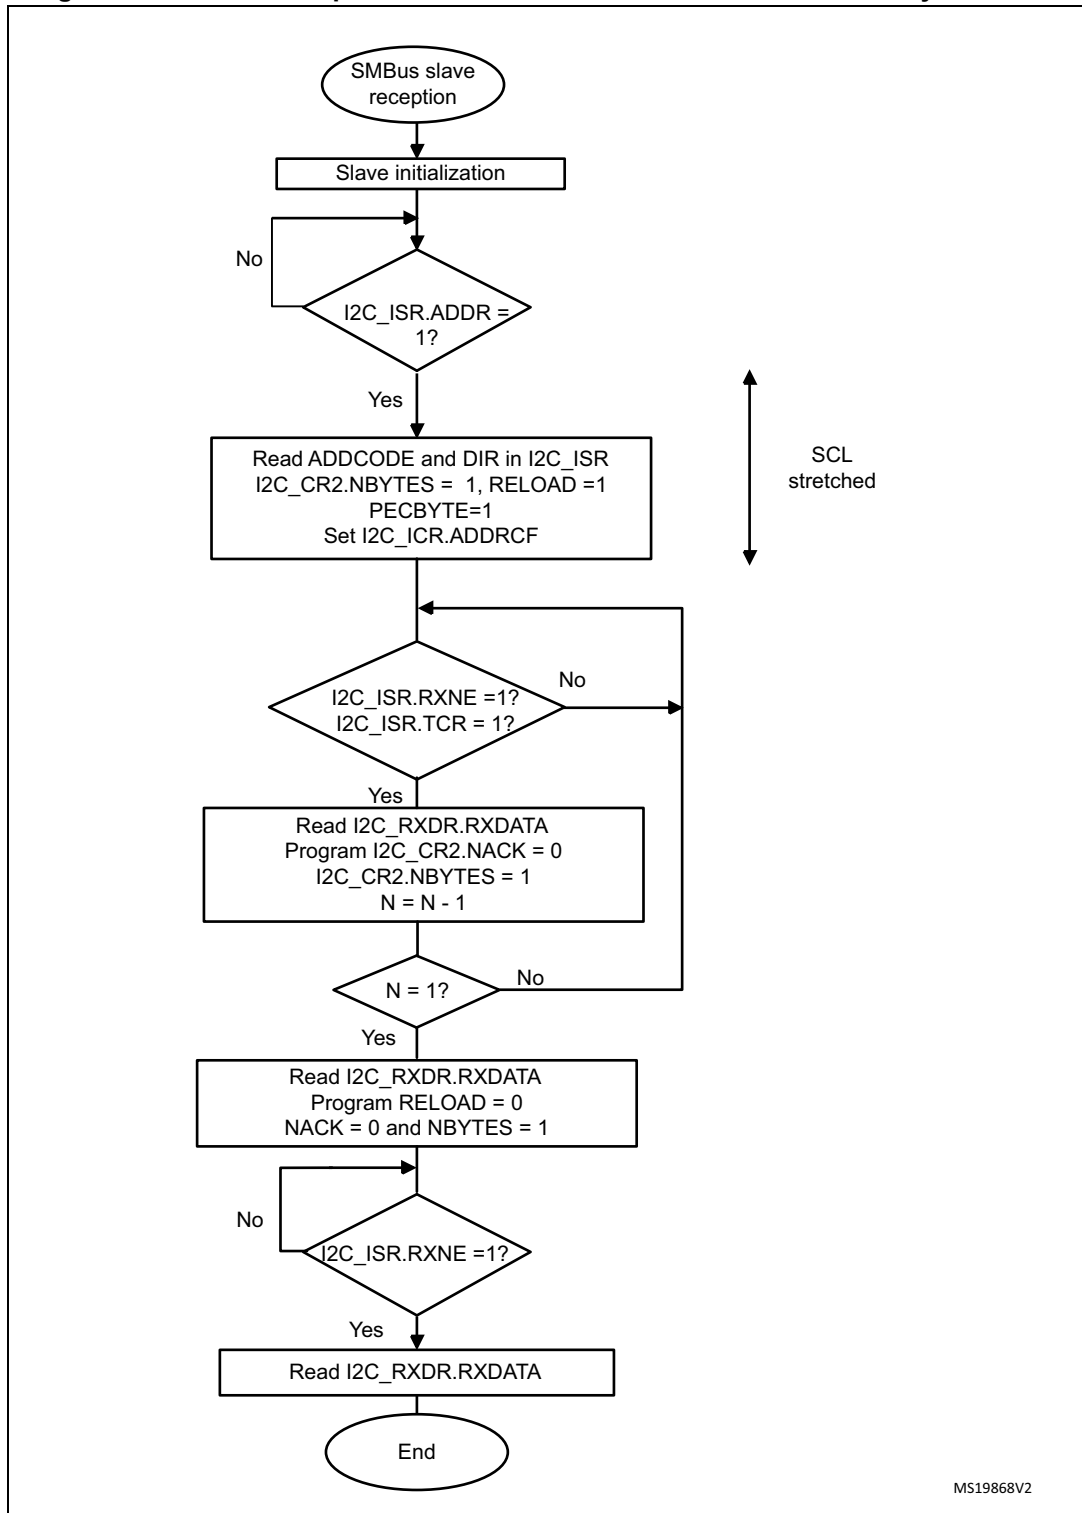 SMBus slave
reception
Slave initialization
No
I2C_ISR.ADDR =
1?
Yes
Read ADDCODE and DIR in I2C_ISR
I2C_CR2.NBYTES = 1, RELOAD =1
PECBYTE=1
Set I2C_ICR.ADDRCF
SCL
stretched
I2C_ISR.RXNE =1?
I2C_ISR.TCR = 1?
No
Yes
Read I2C_RXDR.RXDATA
Program I2C_CR2.NACK = 0
I2C_CR2.NBYTES = 1
N = N - 1
N = 1?
No
Yes
Read I2C_RXDR.RXDATA
Program RELOAD = 0
NACK = 0 and NBYTES = 1
No
I2C_ISR.RXNE =1?
Yes
Read I2C_RXDR.RXDATA
End
MS19868V2